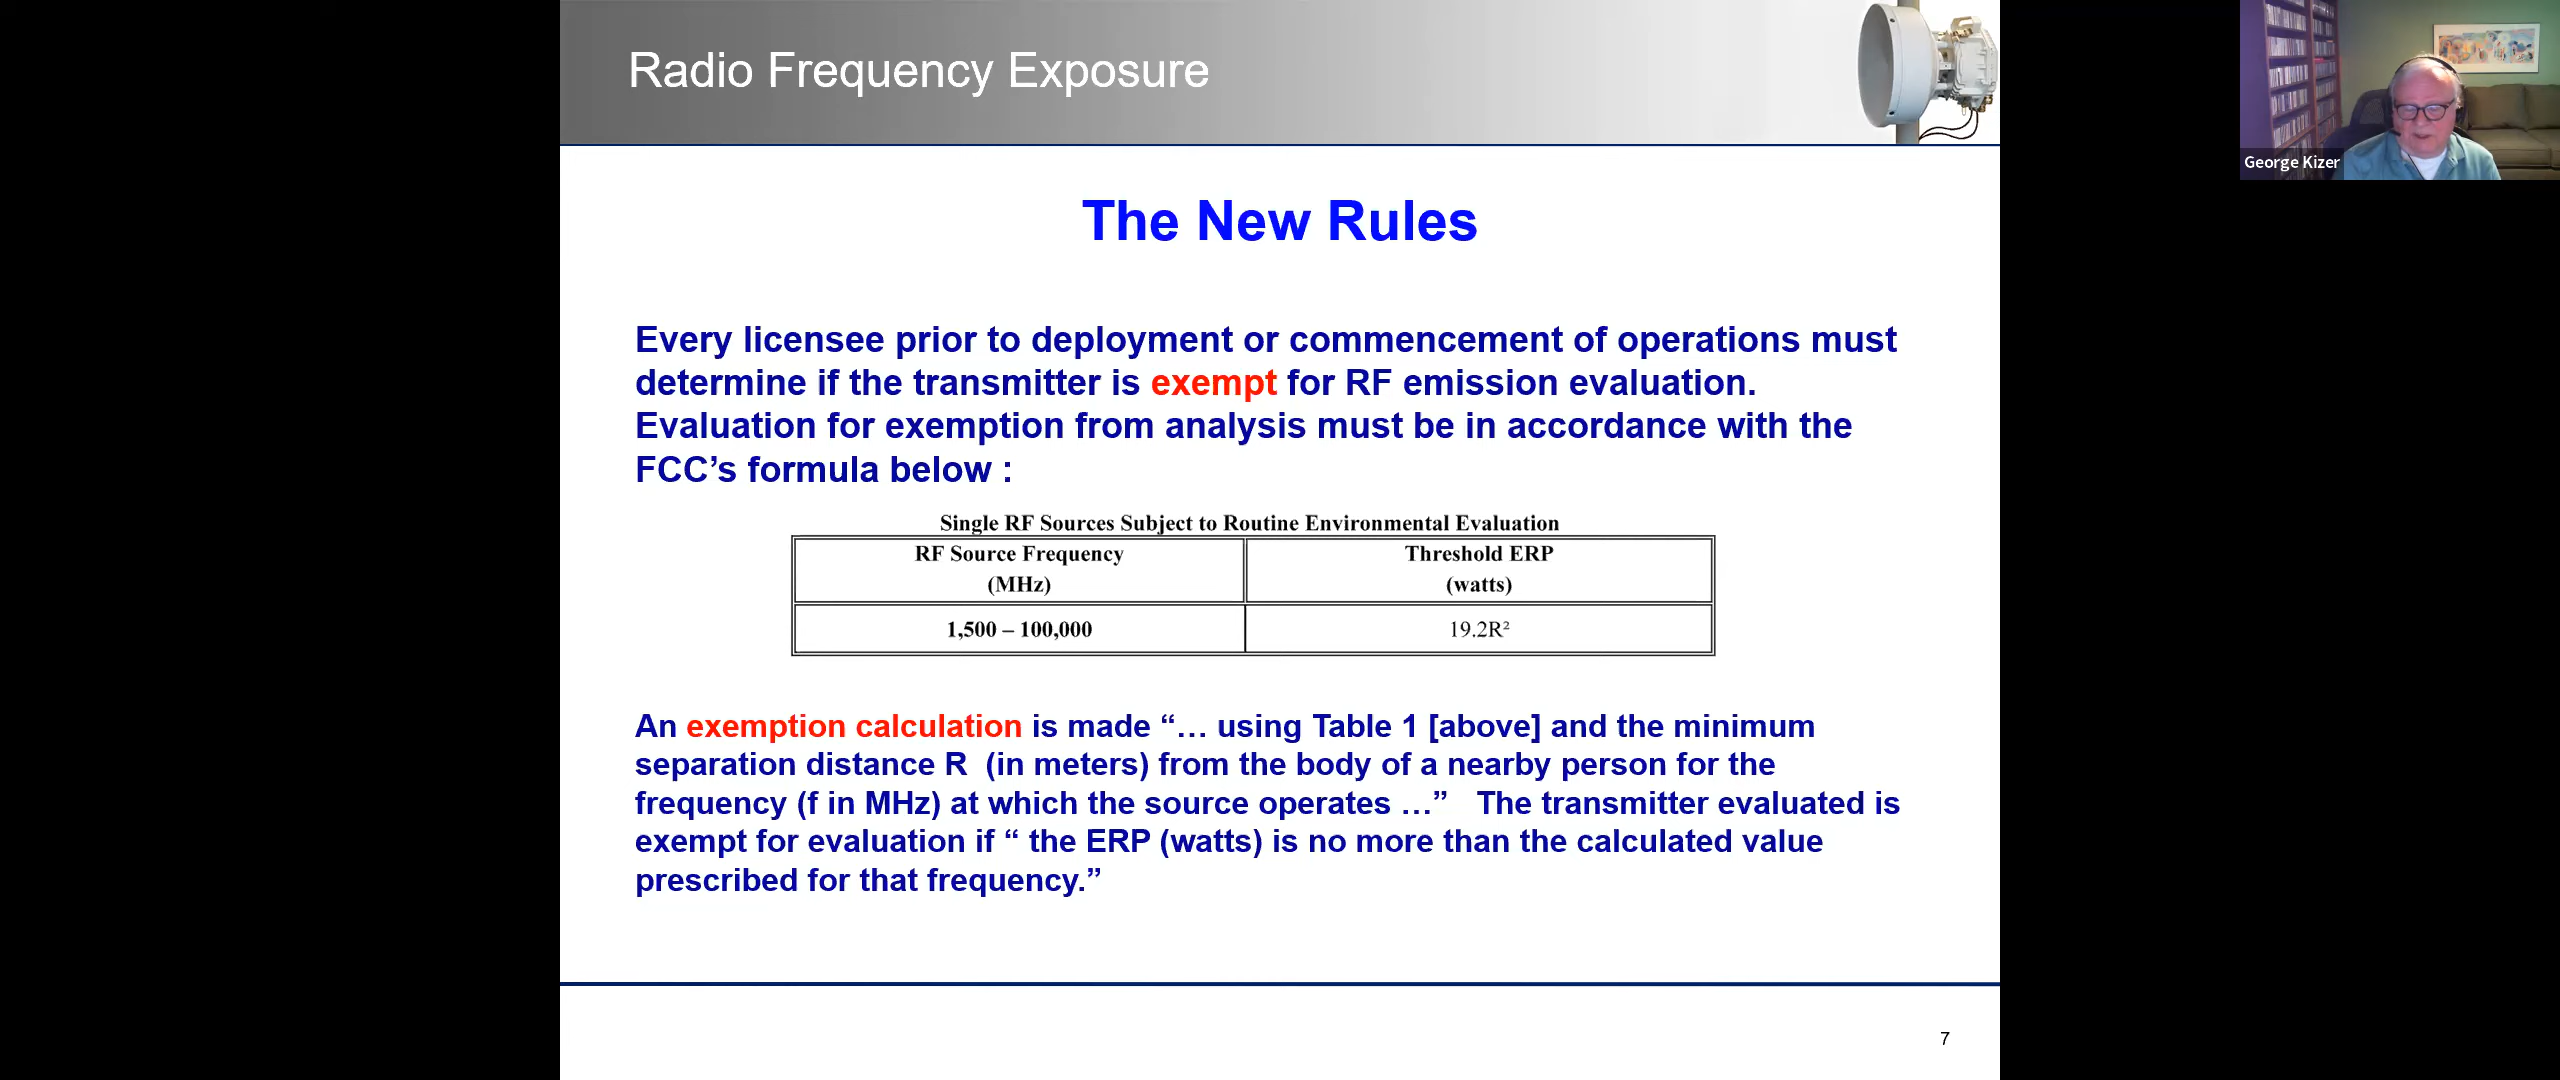 Radio Frequency Exposure
George Kizer
The New Rules
Every licensee prior to deployment or commencement of operations must
determine if the transmitter is exempt for RF emission evaluation.
Evaluation for exemption from analysis must be in accordance with the
FCC’s formula below :
Single RF Sources Subject to Routine Environmental Evaluation
RF Source Frequency
(MHz)
Threshold ERP
(watts)
1,500 – 100,000
19.2R²
An exemption calculation is made “… using Table 1 [above] and the minimum
separation distance R  (in meters) from the body of a nearby person for the
frequency (f in MHz) at which the source operates …”   The transmitter evaluated is
exempt for evaluation if “ the ERP (watts) is no more than the calculated value
prescribed for that frequency.”
7